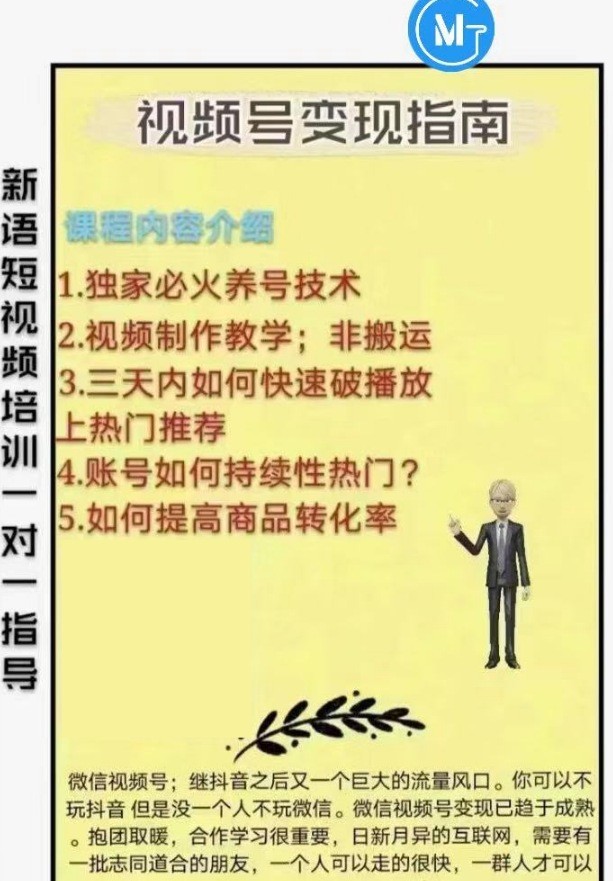 MT
视频号变现指南
新语短视频培训一对一指导
课程内容介绍
1.独家必火养号技术
2.视频制作教学；非搬运
3.三天内如何快速破播放
上热门推荐
4.账号如何持续性热门？
5.如何提高商品转化率
微信视频号；继抖音之后又一个巨大的流量风口。你可以不
玩抖音 但是没一个人不玩微信。微信视频号变现已趋于成熟
。抱团取暖，合作学习很重要，日新月异的互联网，需要有
一批志同道合的朋友，一个人可以走的很快，一群人才可以